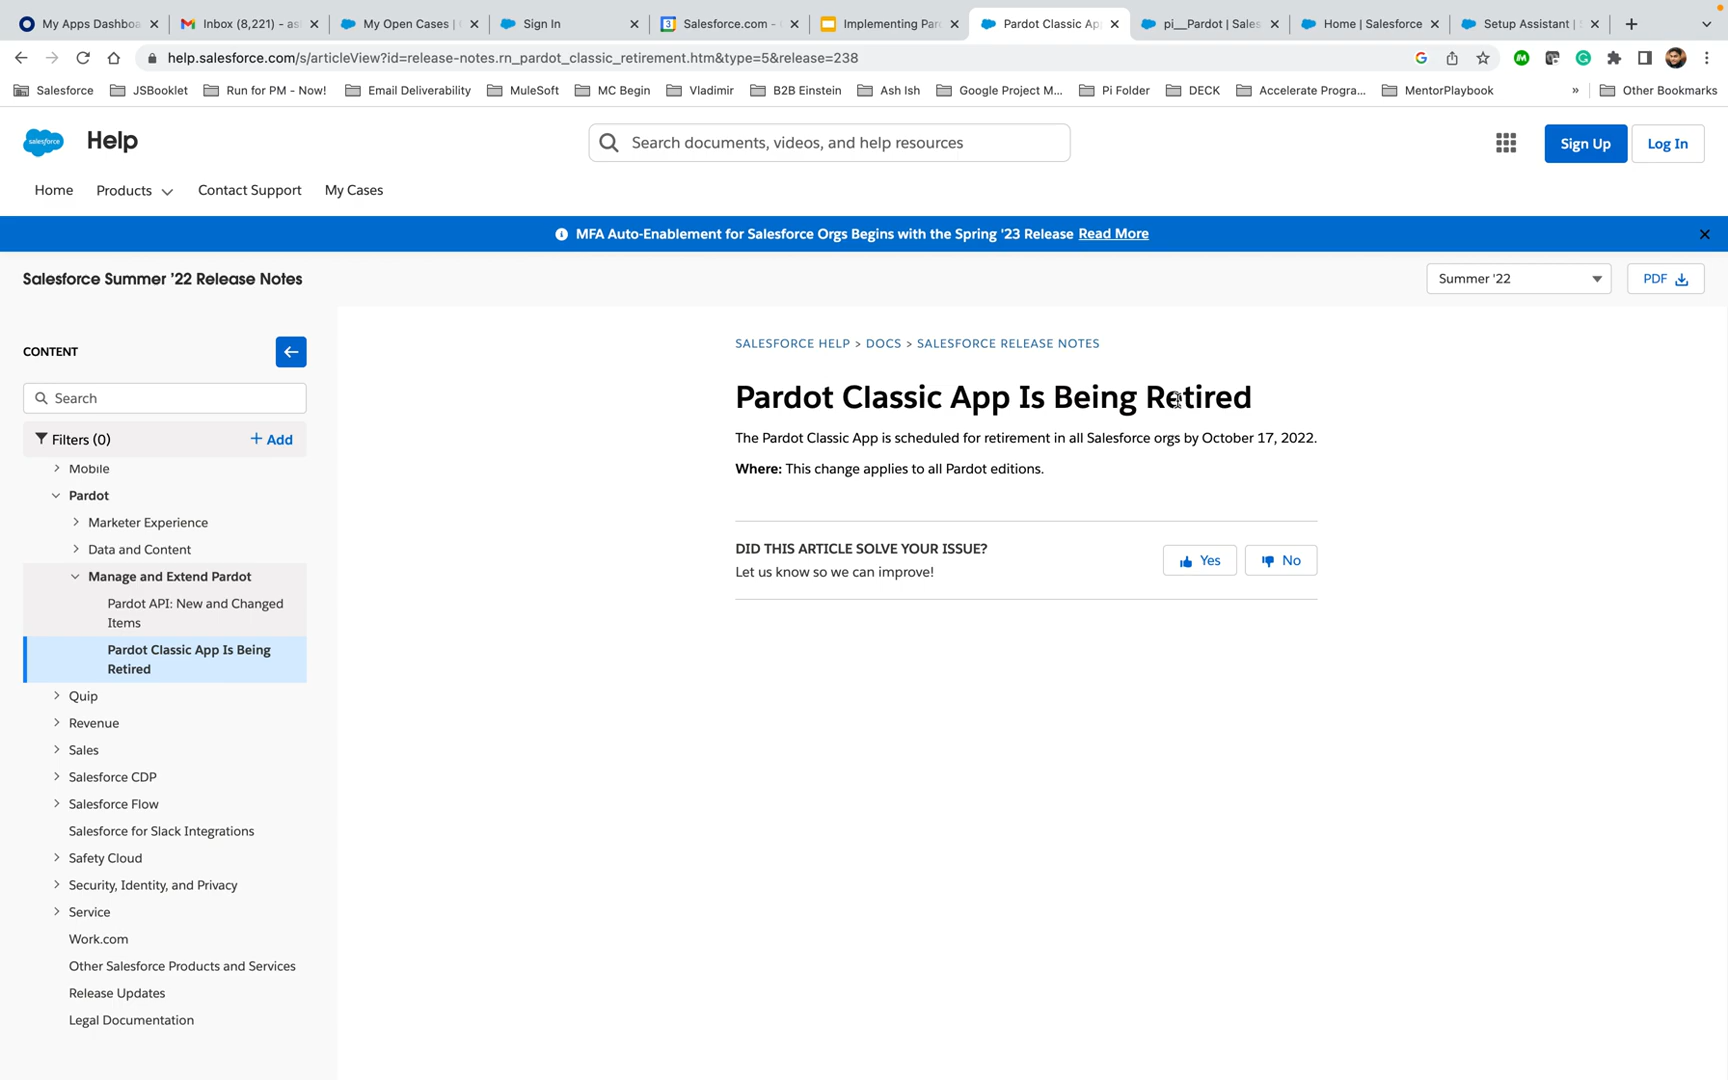 My Apps Dashboa
Inbox (8,221) - as
My Open Cases |
Sign In
Salesforce.com -
Implementing Par
Pardot Classic Ap
pi__Pardot | Sales
Home | Salesforce
Setup Assistant |
help.salesforce.com/s/articleView?id=release-notes.rn_pardot_classic_retirement.htm&type=5&release=238
Salesforce
JSBooklet
Run for PM - Now!
Email Deliverability
MuleSoft
MC Begin
Vladimir
B2B Einstein
Ash Ish
Google Project M...
Pi Folder
DECK
Accelerate Progra...
MentorPlaybook
»
Other Bookmarks
salesforce
Help
Search documents, videos, and help resources
Sign Up
Log In
Home
Products
Contact Support
My Cases
MFA Auto-Enablement for Salesforce Orgs Begins with the Spring '23 Release Read More
Salesforce Summer ’22 Release Notes
Summer '22
PDF
CONTENT
Search
Filters (0)
+ Add
Mobile
Pardot
Marketer Experience
Data and Content
Manage and Extend Pardot
Pardot API: New and Changed
Items
Pardot Classic App Is Being
Retired
Quip
Revenue
Sales
Salesforce CDP
Salesforce Flow
Salesforce for Slack Integrations
Safety Cloud
Security, Identity, and Privacy
Service
Work.com
Other Salesforce Products and Services
Release Updates
Legal Documentation
SALESFORCE HELP > DOCS > SALESFORCE RELEASE NOTES
Pardot Classic App Is Being Retired
The Pardot Classic App is scheduled for retirement in all Salesforce orgs by October 17, 2022.
Where: This change applies to all Pardot editions.
DID THIS ARTICLE SOLVE YOUR ISSUE?
Let us know so we can improve!
Yes
No